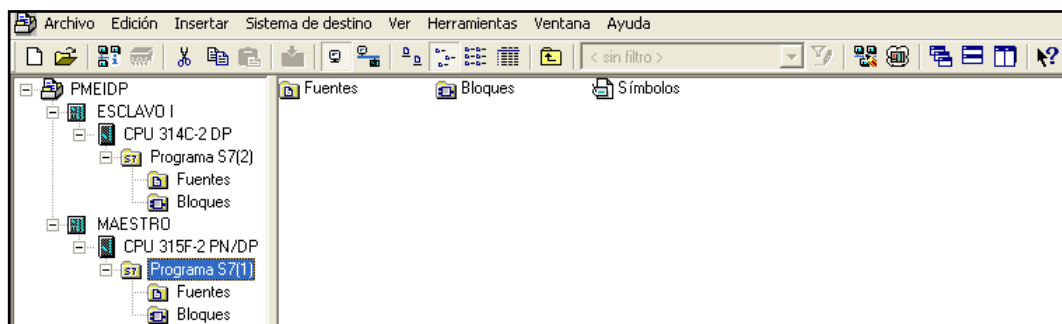 Archivo Edición Insertar Sistema de destino Ver Herramientas Ventana Ayuda
< sin filtro >
PMEIDP
ESCLAVO I
CPU 314C-2 DP
Programa S7(2)
Fuentes
Bloques
MAESTRO
CPU 315F-2 PN/DP
Programa S7(1)
Fuentes
Bloques
Fuentes Bloques Símbolos